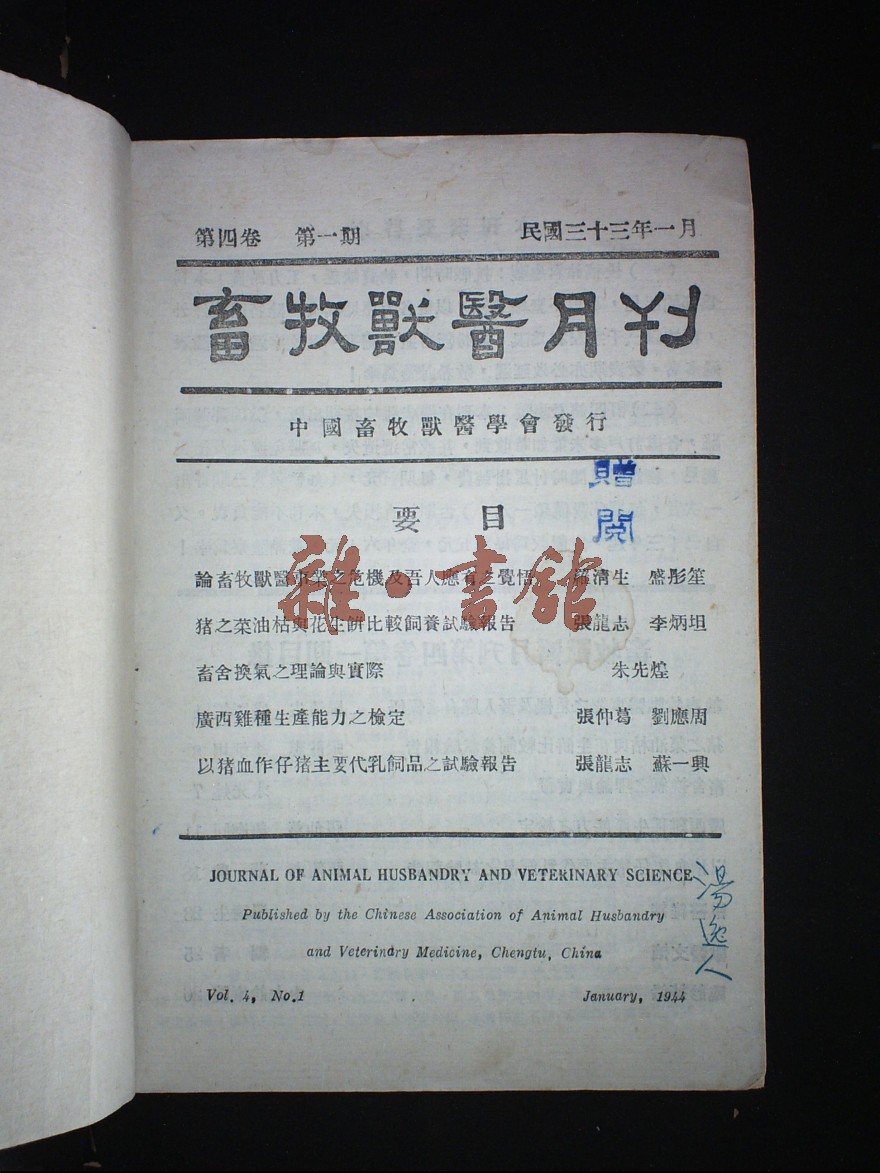 第四卷 第一期 民國三十三年一月
畜牧獸醫月刊
中國畜牧獸醫學會發行
贈閱
要目
論畜牧獸醫事業之危機及吾人應有之覺悟 羅清生 盛彤笙
猪之菜油枯與花生餅比較飼養試驗報告 張龍志 李炳坦
畜舍換氣之理論與實際 朱先煌
廣西雞種生產能力之檢定 張仲葛 劉應周
以猪血作仔猪主要代乳飼品之試驗報告 張龍志 蘇一興
雜·書館
JOURNAL OF ANIMAL HUSBANDRY AND VETERINARY SCIENCE
Published by the Chinese Association of Animal Husbandry
and Veterinary Medicine, Chengtu, China
Vol. 4, No.1 January, 1944
湯逸人